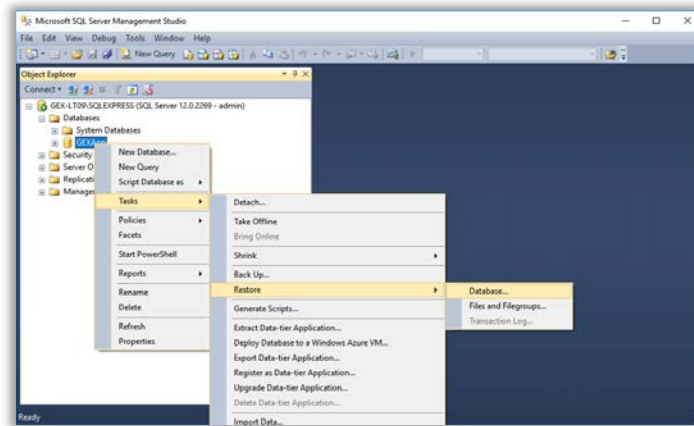 Microsoft SQL Server Management Studio
File Edit View Debug Tools Window Help
New Query
Object Explorer
Connect
GEX-LT09\SQLEXPRESS (SQL Server 12.0.2269 - admin)
Databases
System Databases
GEXApp
Security
Server O
Replicati
Manager
New Database...
New Query
Script Database as
Tasks
Policies
Facets
Start PowerShell
Reports
Rename
Delete
Refresh
Properties
Detach...
Take Offline
Bring Online
Shrink
Back Up...
Restore
Generate Scripts...
Extract Data-tier Application...
Deploy Database to a Windows Azure VM...
Export Data-tier Application...
Register as Data-tier Application...
Upgrade Data-tier Application...
Delete Data-tier Application...
Import Data...
Database...
Files and Filegroups...
Transaction Log...
Ready